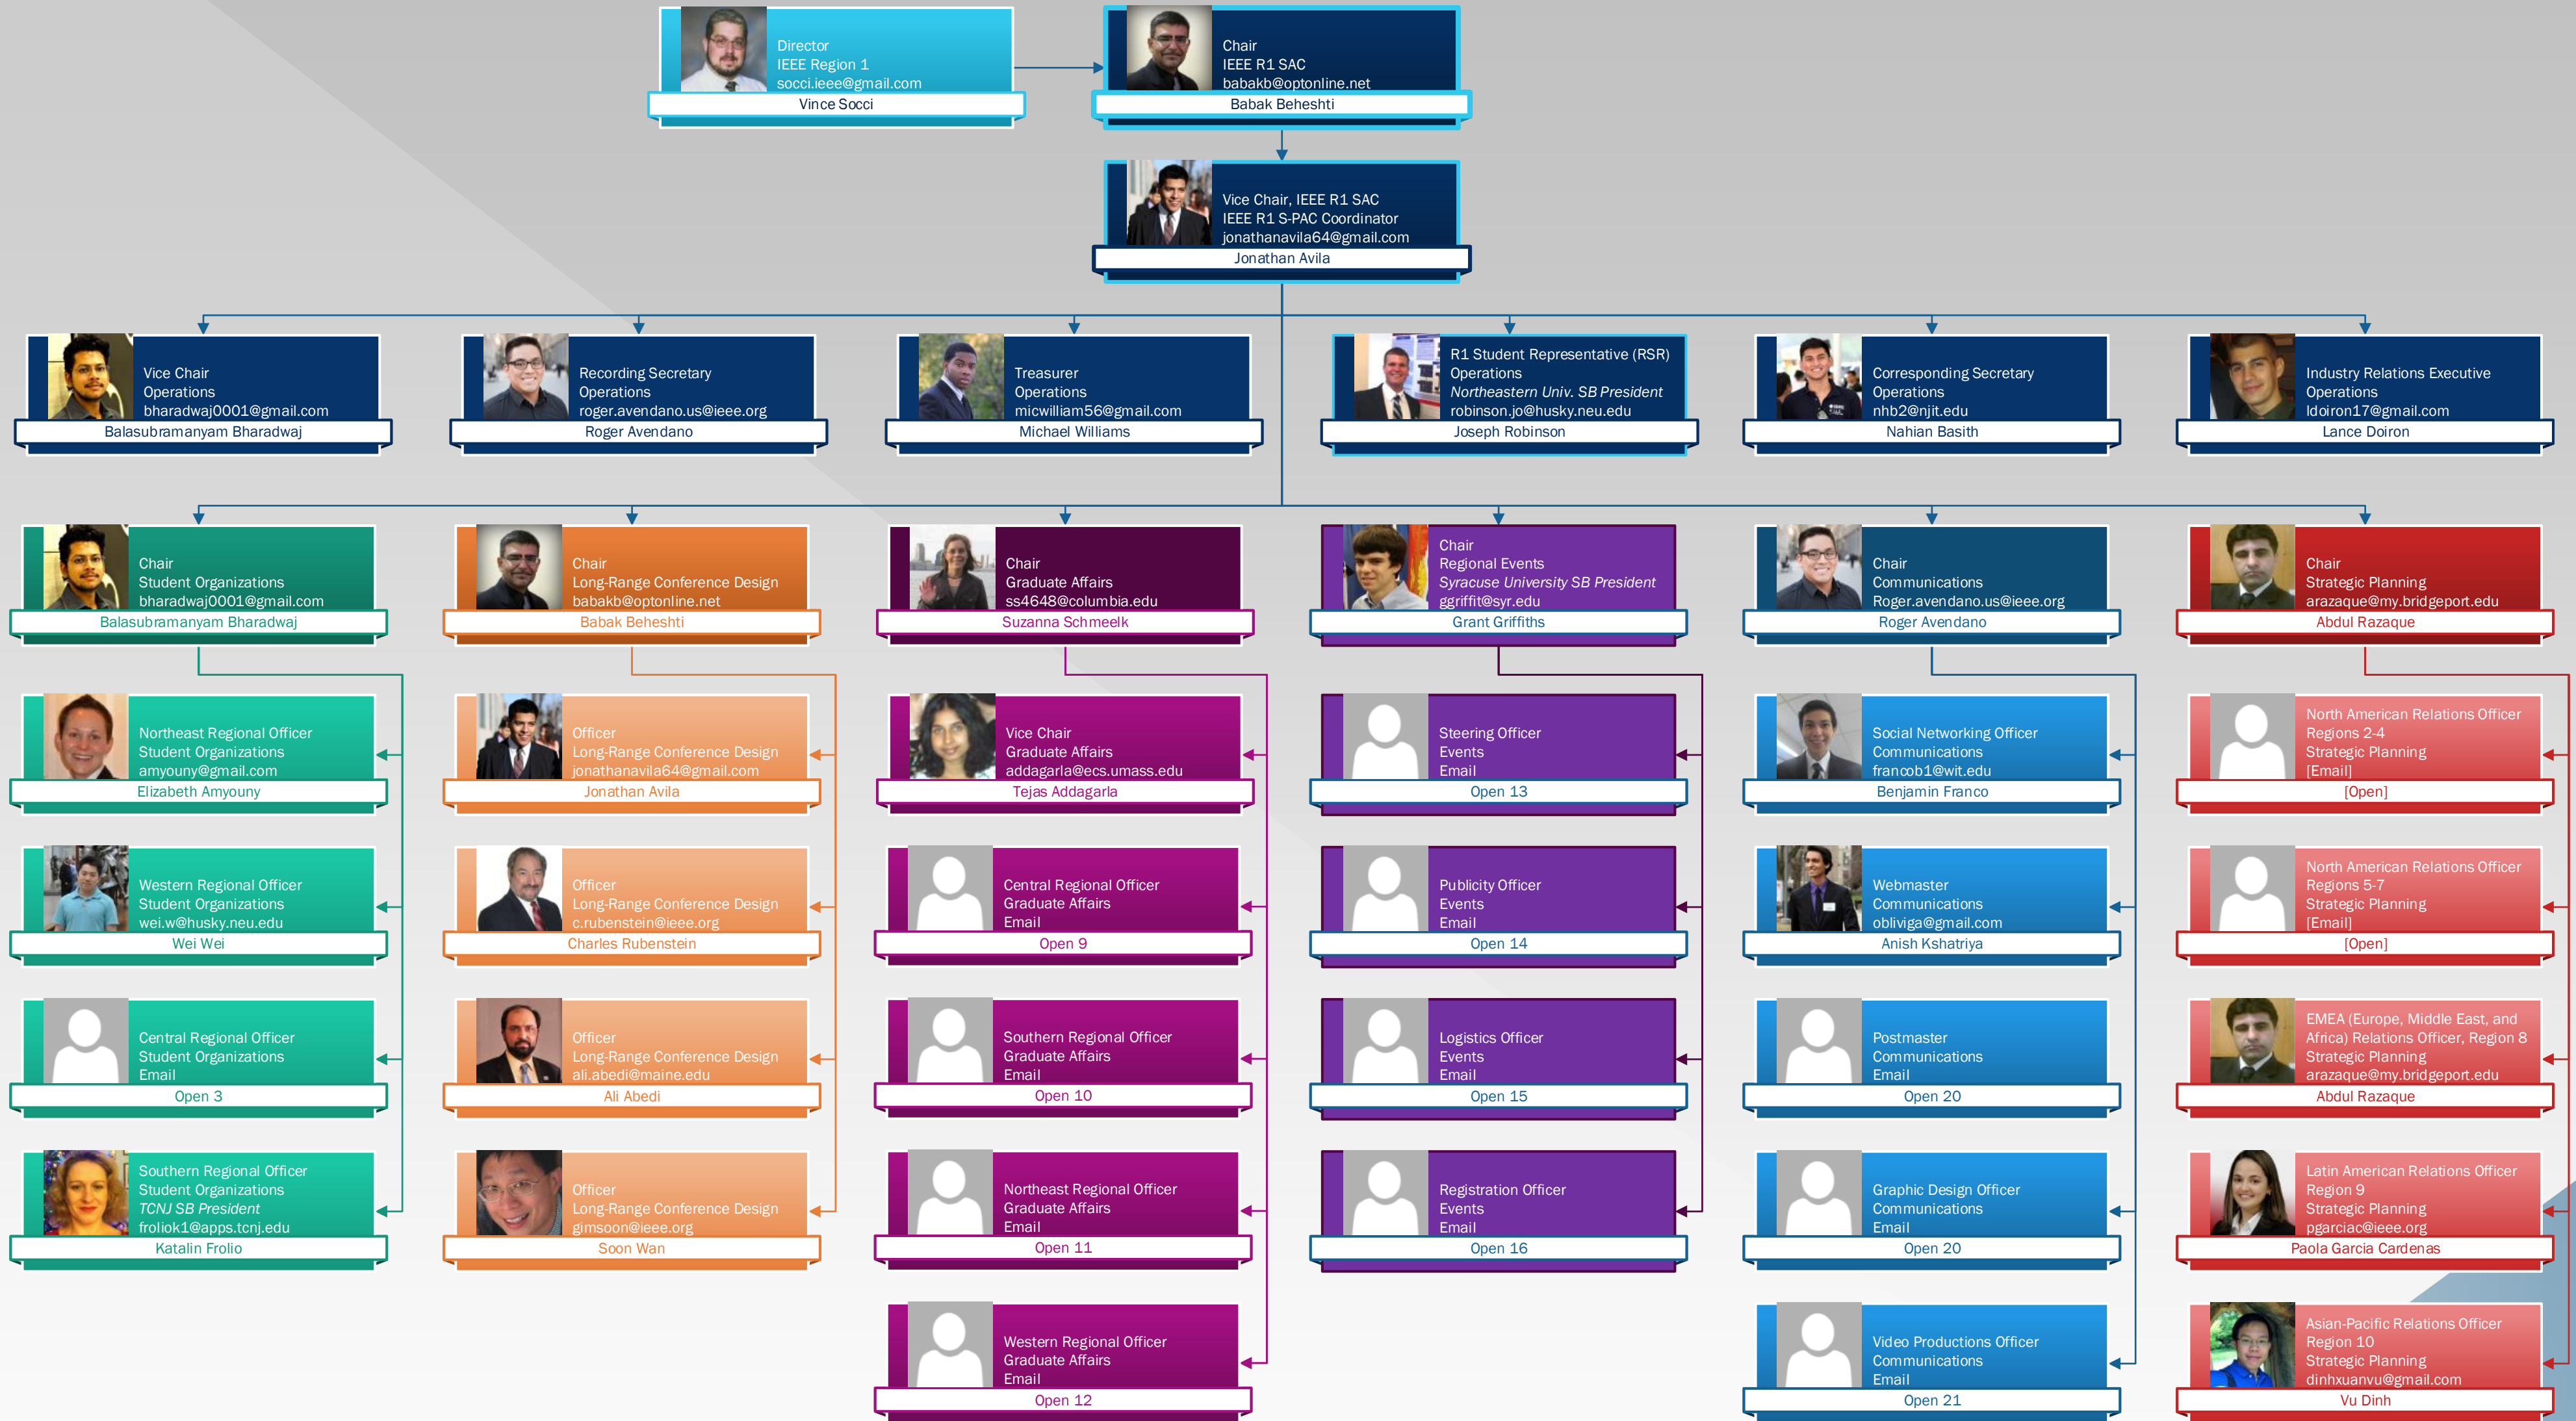 Director
IEEE Region 1
socci.ieee@gmail.com
Vince Socci
Chair
IEEE R1 SAC
babakb@optonline.net
Babak Beheshti
Vice Chair, IEEE R1 SAC
IEEE R1 S-PAC Coordinator
jonathanavila64@gmail.com
Jonathan Avila
Vice Chair
Operations
bharadwaj0001@gmail.com
Balasubramanyam Bharadwaj
Recording Secretary
Operations
roger.avendano.us@ieee.org
Roger Avendano
Treasurer
Operations
micwilliam56@gmail.com
Michael Williams
R1 Student Representative (RSR)
Operations
Northeastern Univ. SB President
robinson.jo@husky.neu.edu
Joseph Robinson
Corresponding Secretary
Operations
nhb2@njit.edu
Nahian Basith
Industry Relations Executive
Operations
ldoiron17@gmail.com
Lance Doiron
Chair
Student Organizations
bharadwaj0001@gmail.com
Balasubramanyam Bharadwaj
Northeast Regional Officer
Student Organizations
amyouny@gmail.com
Elizabeth Amyouny
Western Regional Officer
Student Organizations
wei.w@husky.neu.edu
Wei Wei
Central Regional Officer
Student Organizations
Email
Open 3
Southern Regional Officer
Student Organizations
TCNJ SB President
froliok1@apps.tcnj.edu
Katalin Frolio
Chair
Long-Range Conference Design
babakb@optonline.net
Babak Beheshti
Officer
Long-Range Conference Design
jonathanavila64@gmail.com
Jonathan Avila
Officer
Long-Range Conference Design
c.rubenstein@ieee.org
Charles Rubenstein
Officer
Long-Range Conference Design
ali.abedi@maine.edu
Ali Abedi
Officer
Long-Range Conference Design
gimsoon@ieee.org
Soon Wan
Chair
Graduate Affairs
ss4648@columbia.edu
Suzanna Schmeelk
Vice Chair
Graduate Affairs
addagarla@ecs.umass.edu
Tejas Addagarla
Central Regional Officer
Graduate Affairs
Email
Open 9
Southern Regional Officer
Graduate Affairs
Email
Open 10
Northeast Regional Officer
Graduate Affairs
Email
Open 11
Western Regional Officer
Graduate Affairs
Email
Open 12
Chair
Regional Events
Syracuse University SB President
ggriffit@syr.edu
Grant Griffiths
Steering Officer
Events
Email
Open 13
Publicity Officer
Events
Email
Open 14
Logistics Officer
Events
Email
Open 15
Registration Officer
Events
Email
Open 16
Chair
Communications
Roger.avendano.us@ieee.org
Roger Avendano
Social Networking Officer
Communications
francob1@wit.edu
Benjamin Franco
Webmaster
Communications
obliviga@gmail.com
Anish Kshatriya
Postmaster
Communications
Email
Open 20
Graphic Design Officer
Communications
Email
Open 20
Video Productions Officer
Communications
Email
Open 21
Chair
Strategic Planning
arazaque@my.bridgeport.edu
Abdul Razaque
North American Relations Officer
Regions 2-4
Strategic Planning
[Email]
[Open]
North American Relations Officer
Regions 5-7
Strategic Planning
[Email]
[Open]
EMEA (Europe, Middle East, and
Africa) Relations Officer, Region 8
Strategic Planning
arazaque@my.bridgeport.edu
Abdul Razaque
Latin American Relations Officer
Region 9
Strategic Planning
pgarciac@ieee.org
Paola Garcia Cardenas
Asian-Pacific Relations Officer
Region 10
Strategic Planning
dinhxuanvu@gmail.com
Vu Dinh